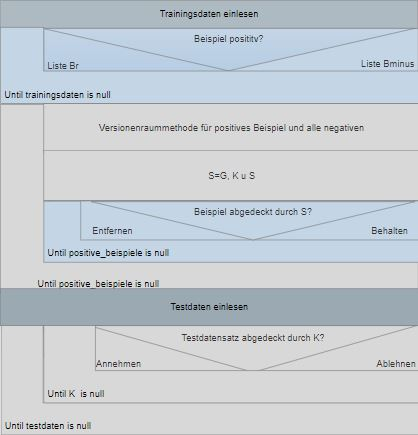 Trainingsdaten einlesen
Beispiel posititv?
Liste Br
Liste Bminus
Until trainingsdaten is null
Versionenraummethode für positives Beispiel und alle negativen
S=G, K u S
Beispiel abgedeckt durch S?
Entfernen
Behalten
Until positive_beispiele is null
Until positive_beispiele is null
Testdaten einlesen
Testdatensatz abgedeckt durch K?
Annehmen
Ablehnen
Until K is null
Until testdaten is null